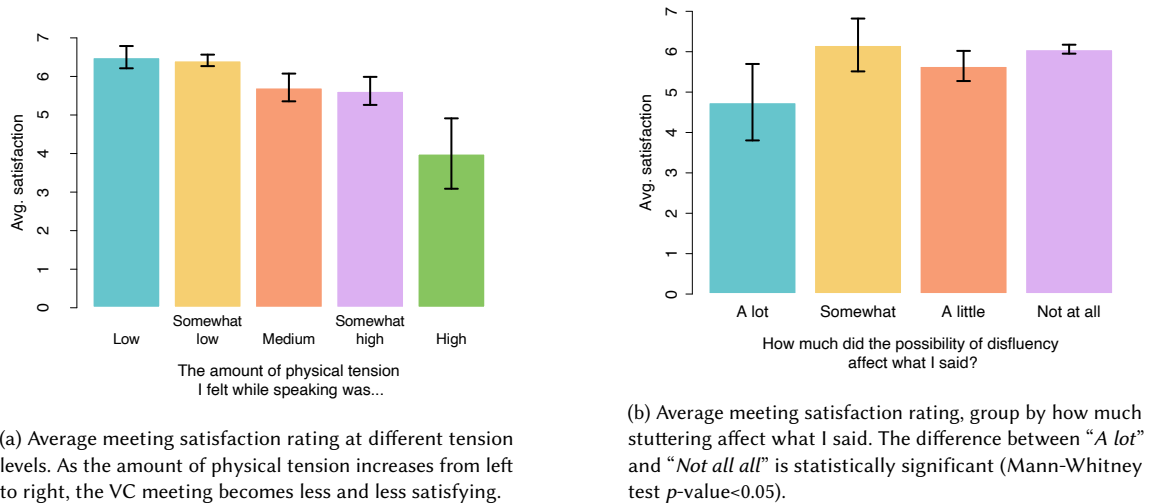 7
6
5
4
3
2
1
0
Avg. satisfaction
Low
Somewhat
low
Medium
Somewhat
high
High
The amount of physical tension
I felt while speaking was...
(a) Average meeting satisfaction rating at different tension
levels. As the amount of physical tension increases from left
to right, the VC meeting becomes less and less satisfying.
7
6
5
4
3
2
1
0
Avg. satisfaction
A lot
Somewhat
A little
Not at all
How much did the possibility of disfluency
affect what I said?
(b) Average meeting satisfaction rating, group by how much
stuttering affect what I said. The difference between “A lot”
and “Not all all” is statistically significant (Mann-Whitney
test p-value<0.05).